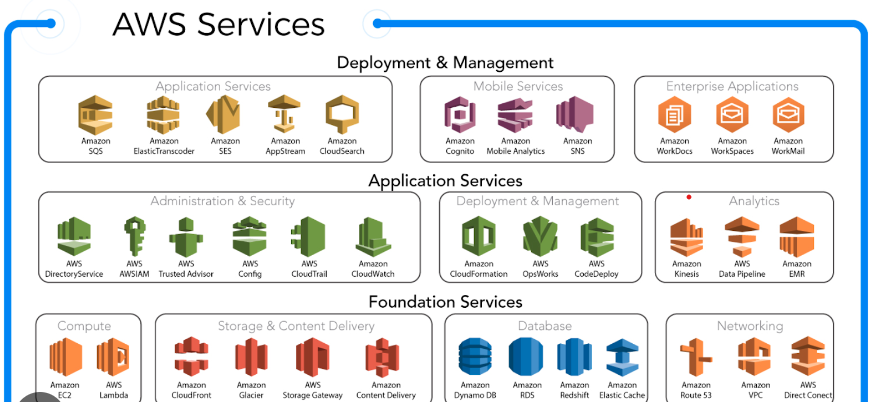 AWS Services
Deployment & Management
Application Services
Mobile Services
Enterprise Applications
Amazon SQS
Amazon ElasticTranscoder
Amazon SES
Amazon AppStream
Amazon CloudSearch
Amazon Cognito
Amazon Mobile Analytics
Amazon SNS
Amazon WorkDocs
Amazon WorkSpaces
Amazon WorkMail
Application Services
Administration & Security
Deployment & Management
Analytics
AWS DirectoryService
AWS AWSIAM
AWS Trusted Advisor
AWS Config
AWS CloudTrail
Amazon CloudWatch
Amazon CloudFormation
AWS OpsWorks
AWS CodeDeploy
Amazon Kinesis
AWS Data Pipeline
Amazon EMR
Foundation Services
Compute
Storage & Content Delivery
Database
Networking
Amazon EC2
AWS Lambda
Amazon CloudFront
Amazon Glacier
AWS Storage Gateway
Amazon Content Delivery
Amazon Dynamo DB
Amazon RDS
Amazon Redshift
Amazon Elastic Cache
Amazon Route 53
Amazon VPC
AWS Direct Conect